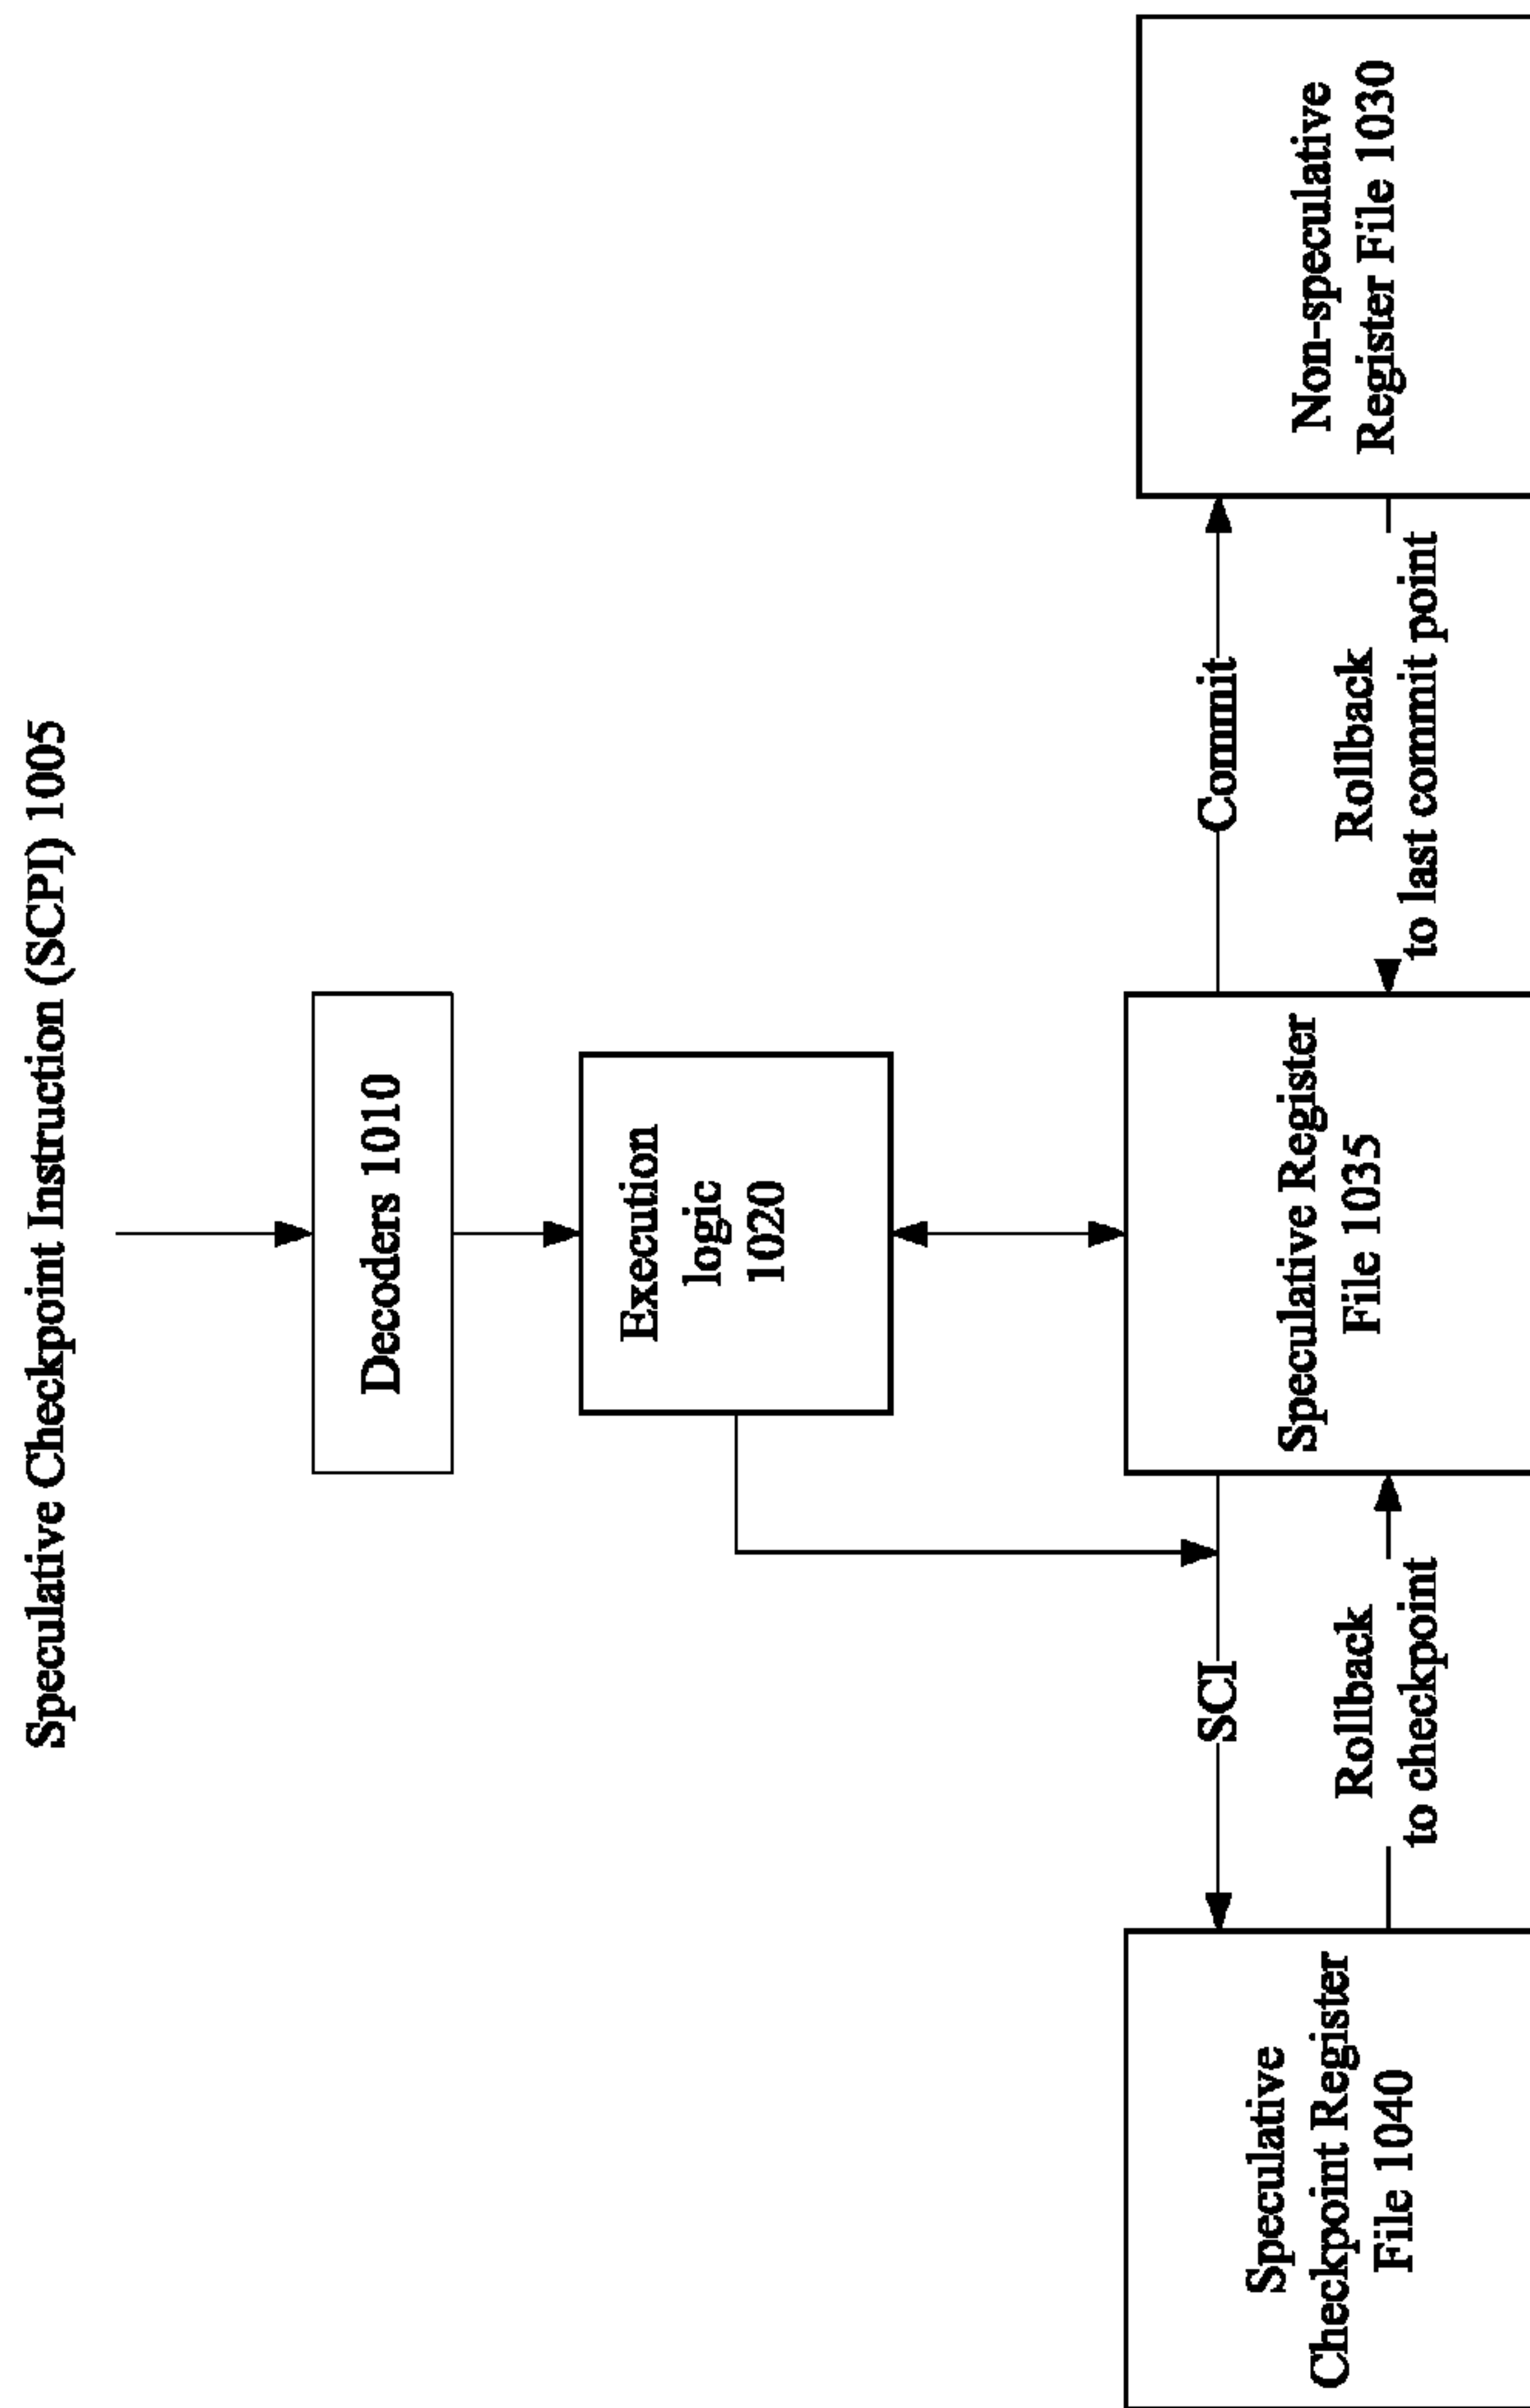 Speculative Checkpoint Instruction (SCPI) 1005
Decoders 1010
Execution
logic
1020
Speculative
Checkpoint Register
File 1040
SCI
Rollback
to checkpoint
Speculative Register
File 1035
Commit
Rollback
to last commit point
Non-speculative
Register File 1030